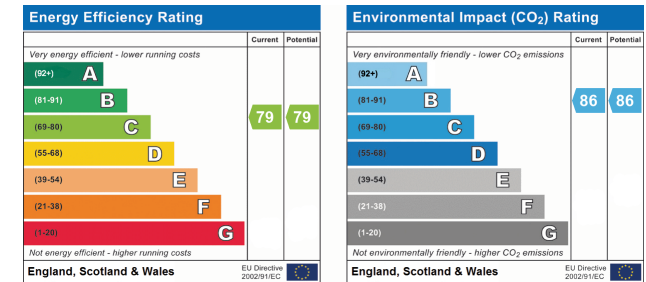 Energy Efficiency Rating
Current Potential
Very energy efficient - lower running costs
(92+) A
(81-91) B
(69-80) C
79 79
(55-68) D
(39-54) E
(21-38) F
(1-20) G
Not energy efficient - higher running costs
England, Scotland & Wales
EU Directive
2002/91/EC
Environmental Impact (CO2) Rating
Current Potential
Very environmentally friendly - lower CO2 emissions
(92+) A
(81-91) B
86 86
(69-80) C
(55-68) D
(39-54) E
(21-38) F
(1-20) G
Not environmentally friendly - higher CO2 emissions
England, Scotland & Wales
EU Directive
2002/91/EC